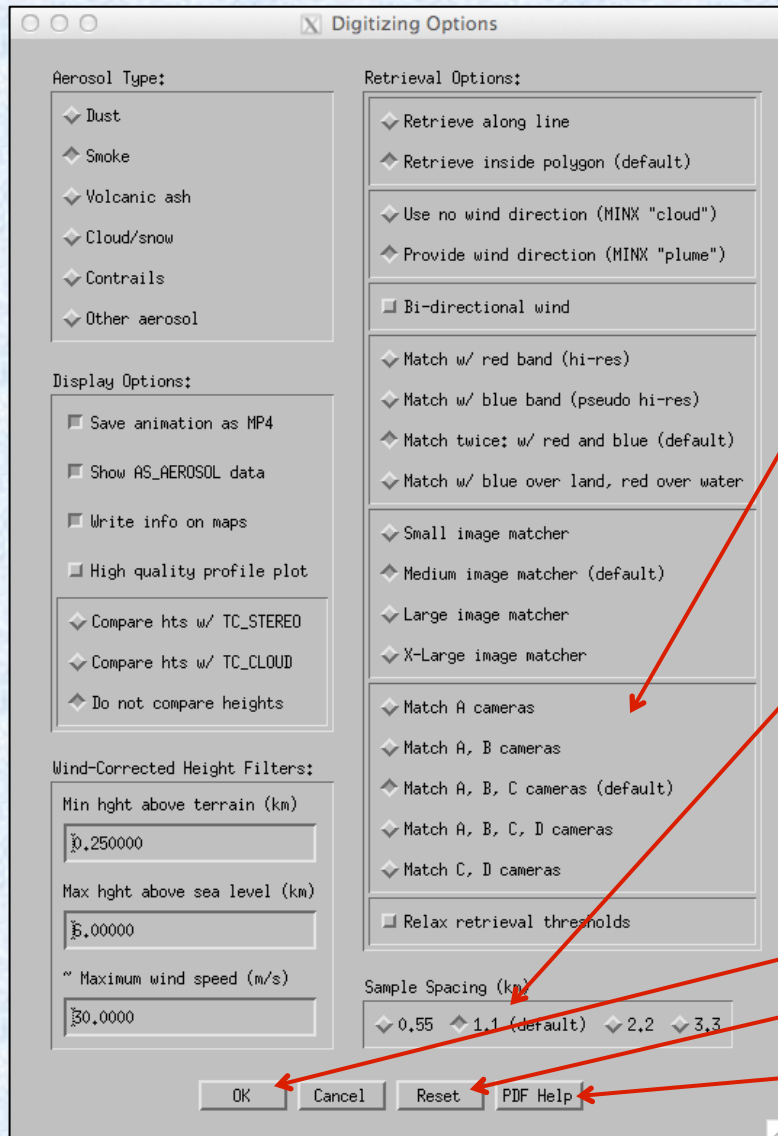 Digitizing Options
Aerosol Type:
Dust
Smoke
Volcanic ash
Cloud/snow
Contrails
Other aerosol
Display Options:
Save animation as MP4
Show AS_AEROSOL data
Write info on maps
High quality profile plot
Compare hts w/ TC_STEREO
Compare hts w/ TC_CLOUD
Do not compare heights
Wind-Corrected Height Filters:
Min hght above terrain (km)
0.250000
Max hght above sea level (km)
6.00000
~ Maximum wind speed (m/s)
30.0000
Retrieval Options:
Retrieve along line
Retrieve inside polygon (default)
Use no wind direction (MINX "cloud")
Provide wind direction (MINX "plume")
Bi-directional wind
Match w/ red band (hi-res)
Match w/ blue band (pseudo hi-res)
Match twice: w/ red and blue (default)
Match w/ blue over land, red over water
Small image matcher
Medium image matcher (default)
Large image matcher
X-Large image matcher
Match A cameras
Match A, B cameras
Match A, B, C cameras (default)
Match A, B, C, D cameras
Match C, D cameras
Relax retrieval thresholds
Sample Spacing (km)
0.55 1.1 (default) 2.2 3.3
OK Cancel Reset PDF Help